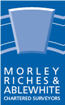 MORLEY
RICHES &
ABLEWHITE
CHARTERED SURVEYORS